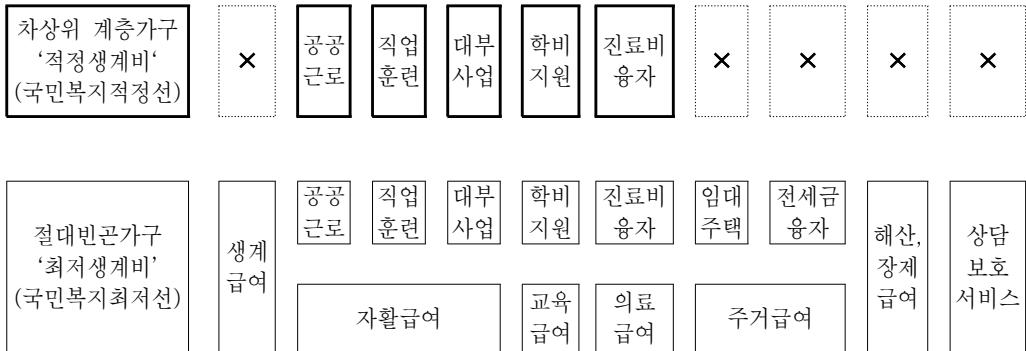 차상위 계층가구
‘적정생계비‘
(국민복지적정선)
×
공공
근로
직업
훈련
대부
사업
학비
지원
진료비
융자
×
×
×
×
절대빈곤가구
‘최저생계비’
(국민복지최저선)
생계
급여
공공
근로
직업
훈련
대부
사업
학비
지원
진료비
융자
임대
주택
전세금
융자
자활급여
교육
급여
의료
급여
주거급여
해산,
장제
급여
상담
보호
서비스